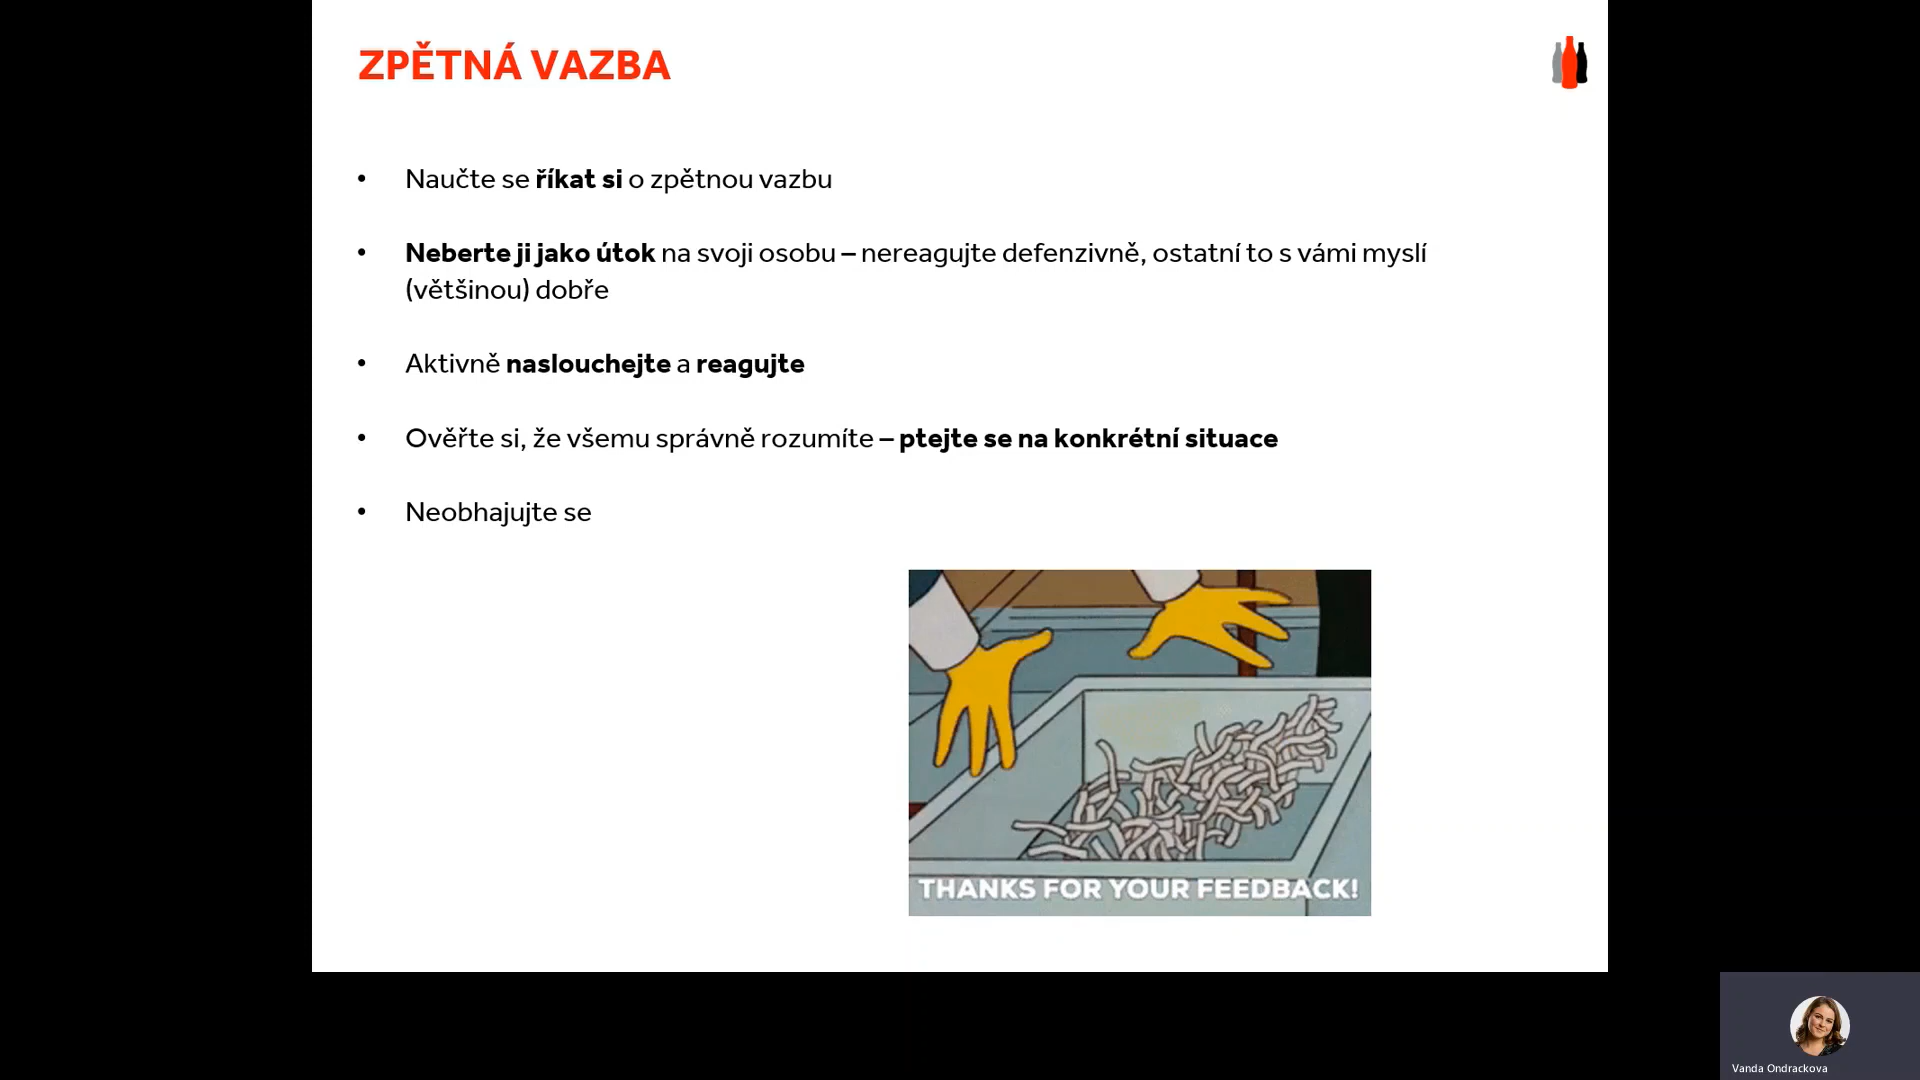 ZPĚTNÁ VAZBA
• Naučte se říkat si o zpětnou vazbu
• Neberte ji jako útok na svoji osobu – nereagujte defenzivně, ostatní to s vámi myslí
(většinou) dobře
• Aktivně naslouchejte a reagujte
• Ověřte si, že všemu správně rozumíte – ptejte se na konkrétní situace
• Neobhajujte se
THANKS FOR YOUR FEEDBACK!
Vanda Ondrackova